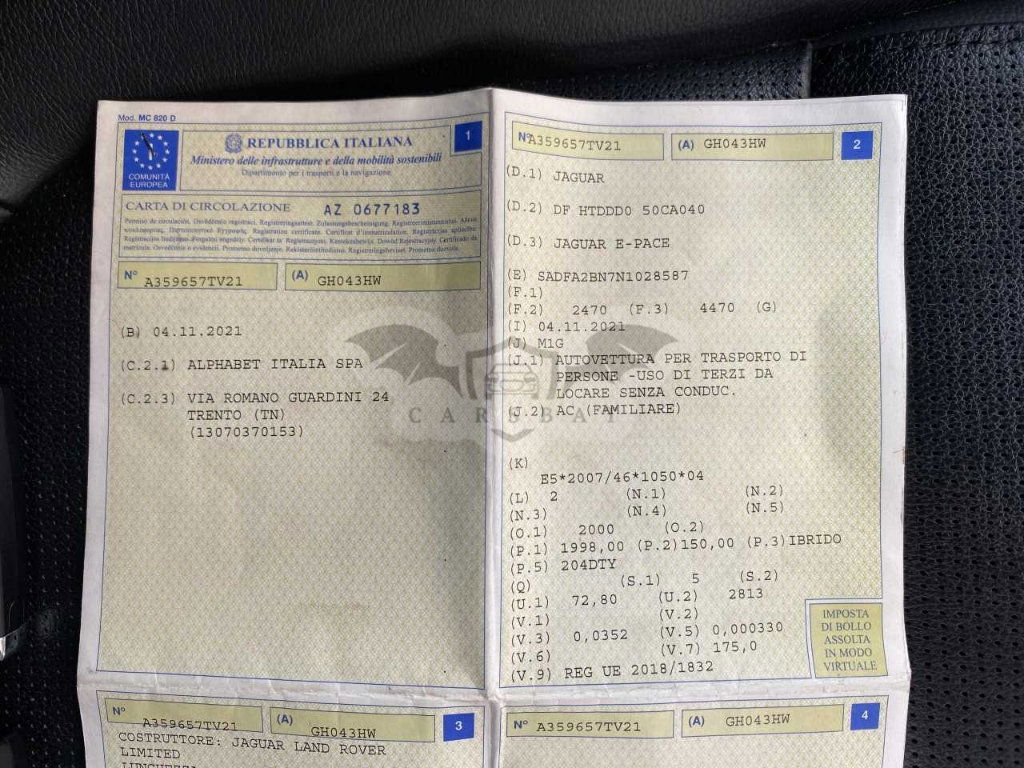 Mod. MC 820 D
COMUNITÀ
EUROPEA
REPUBBLICA ITALIANA
1
Ministero delle infrastrutture e della mobilità sostenibili
Dipartimento per i trasporti e la navigazione
CARTA DI CIRCOLAZIONE AZ 0677183
N° A359657TV21 (A) GH043HW
(B) 04.11.2021
(C.2.1) ALPHABET ITALIA SPA
(C.2.3) VIA ROMANO GUARDINI 24
TRENTO (TN)
(13070370153)
N° A359657TV21 (A) GH043HW 2
(D.1) JAGUAR
(D.2) DF HTDDD0 50CA040
(D.3) JAGUAR E-PACE
(E) SADFA2BN7N1028587
(F.1)
(F.2) 2470 (F.3) 4470 (G)
(I) 04.11.2021
(J) M1G
(J.1) AUTOVETTURA PER TRASPORTO DI
PERSONE -USO DI TERZI DA
LOCARE SENZA CONDUC.
(J.2) AC (FAMILIARE)
CARSBAT
(K)
E5*2007/46*1050*04
(L) 2 (N.1) (N.2)
(N.3) (N.4) (N.5)
(O.1) 2000 (O.2)
(P.1) 1998,00 (P.2)150,00 (P.3)IBRIDO
(P.5) 204DTY
(Q) (S.1) 5 (S.2)
(U.1) 72,80 (U.2) 2813
(V.1) (V.2)
(V.3) 0,0352 (V.5) 0,000330
(V.6) (V.7) 175,0
(V.9) REG UE 2018/1832
IMPOSTA
DI BOLLO
ASSOLTA
IN MODO
VIRTUALE
N° A359657TV21 (A) GH043HW 3
COSTRUTTORE: JAGUAR LAND ROVER
LIMITED
N° A359657TV21 (A) GH043HW 4